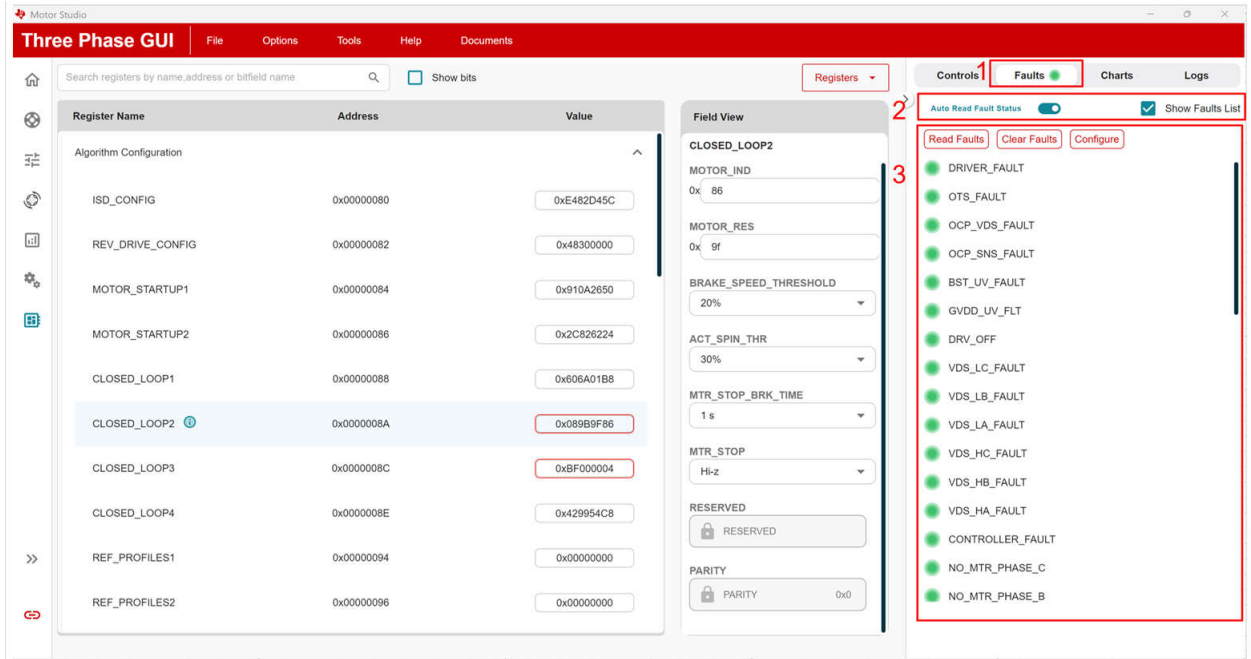 Motor Studio
Three Phase GUI File Options Tools Help Documents
Search registers by name,address or bitfield name
Show bits
Registers
1
Controls Faults Charts Logs
2
Auto Read Fault Status
Show Faults List
Register Name Address Value
Algorithm Configuration
ISD_CONFIG 0x00000080 0xE482D45C
REV_DRIVE_CONFIG 0x00000082 0x48300000
MOTOR_STARTUP1 0x00000084 0x910A2650
MOTOR_STARTUP2 0x00000086 0x2C826224
CLOSED_LOOP1 0x00000088 0x606A01B8
CLOSED_LOOP2 0x0000008A 0x089B9F86
CLOSED_LOOP3 0x0000008C 0xBF000004
CLOSED_LOOP4 0x0000008E 0x429954C8
REF_PROFILES1 0x00000094 0x00000000
REF_PROFILES2 0x00000096 0x00000000
Field View
CLOSED_LOOP2
MOTOR_IND
0x 86
MOTOR_RES
0x 9f
BRAKE_SPEED_THRESHOLD
20%
ACT_SPIN_THR
30%
MTR_STOP_BRK_TIME
1 s
MTR_STOP
Hi-z
RESERVED
RESERVED
PARITY
PARITY 0x0
3
Read Faults Clear Faults Configure
DRIVER_FAULT
OTS_FAULT
OCP_VDS_FAULT
OCP_SNS_FAULT
BST_UV_FAULT
GVDD_UV_FLT
DRV_OFF
VDS_LC_FAULT
VDS_LB_FAULT
VDS_LA_FAULT
VDS_HC_FAULT
VDS_HB_FAULT
VDS_HA_FAULT
CONTROLLER_FAULT
NO_MTR_PHASE_C
NO_MTR_PHASE_B